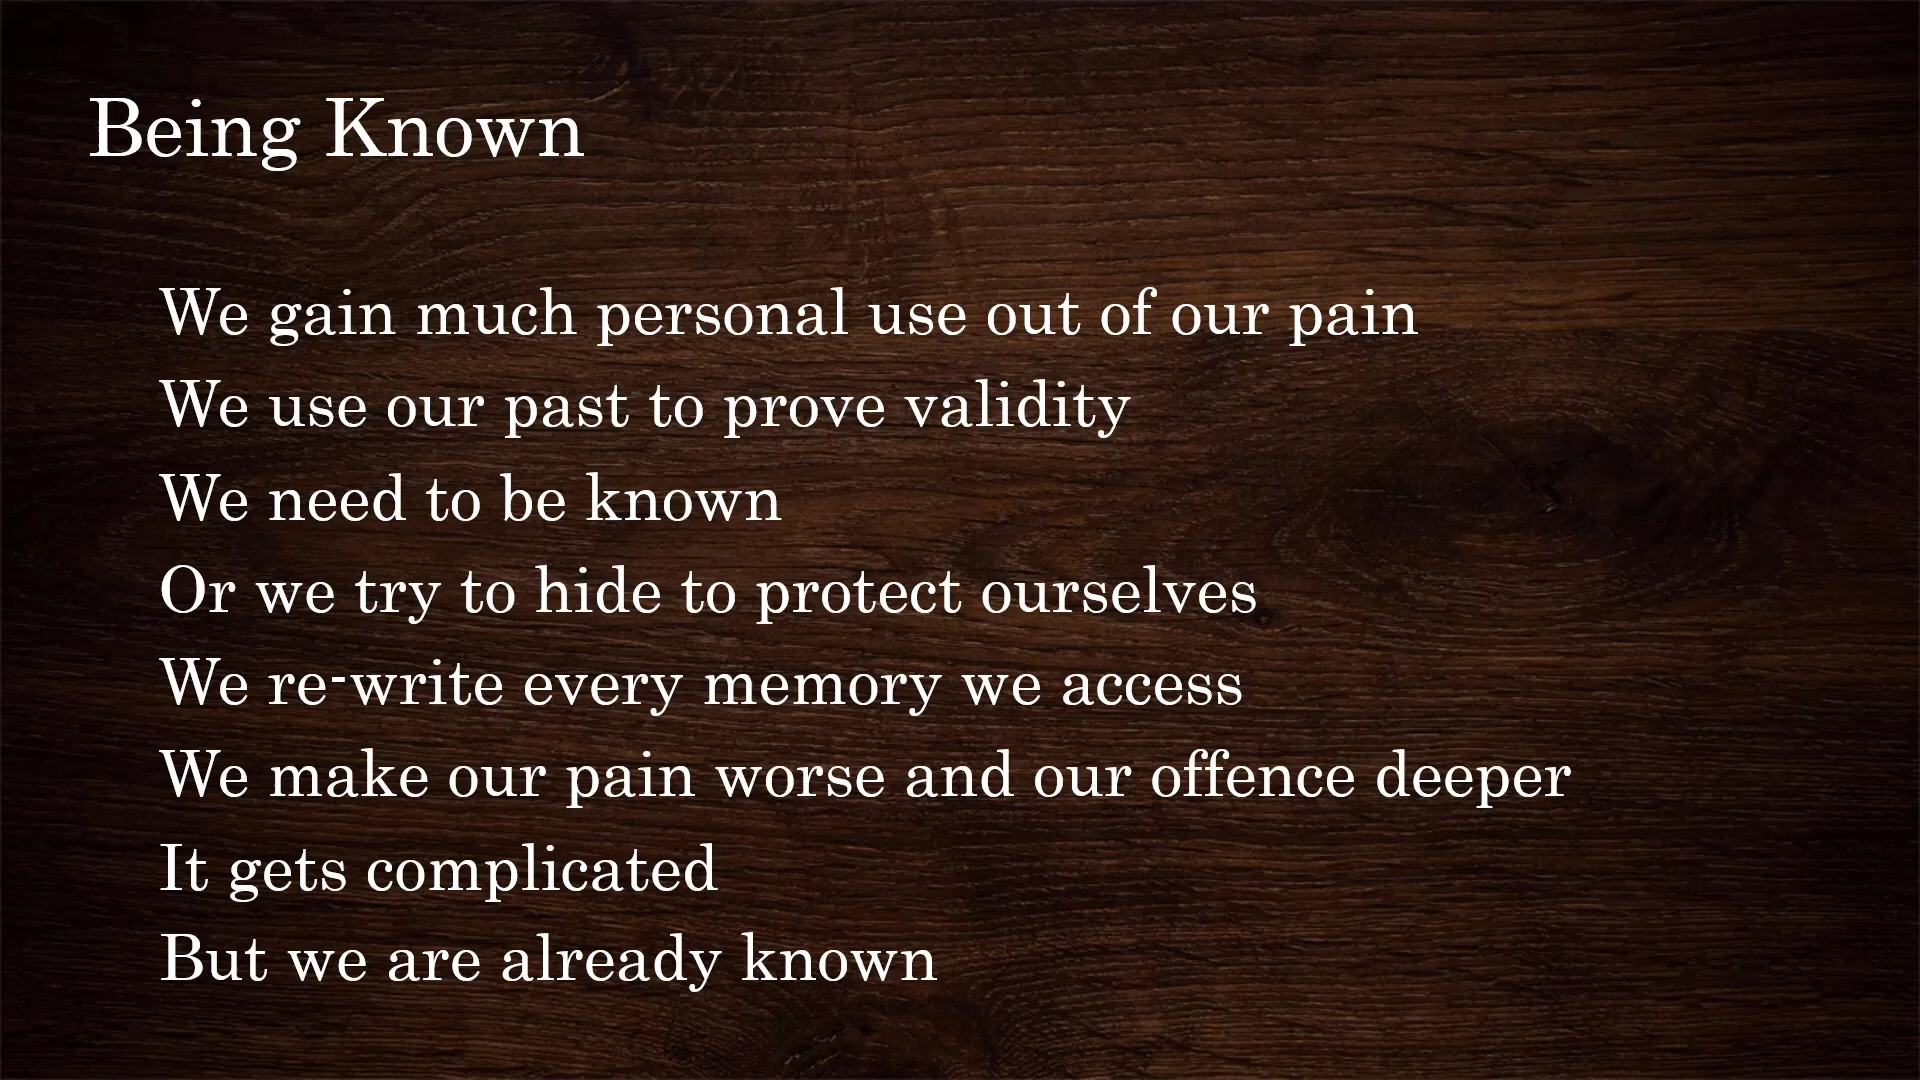 Being Known
We gain much personal use out of our pain
We use our past to prove validity
We need to be known
Or we try to hide to protect ourselves
We re-write every memory we access
We make our pain worse and our offence deeper
It gets complicated
But we are already known